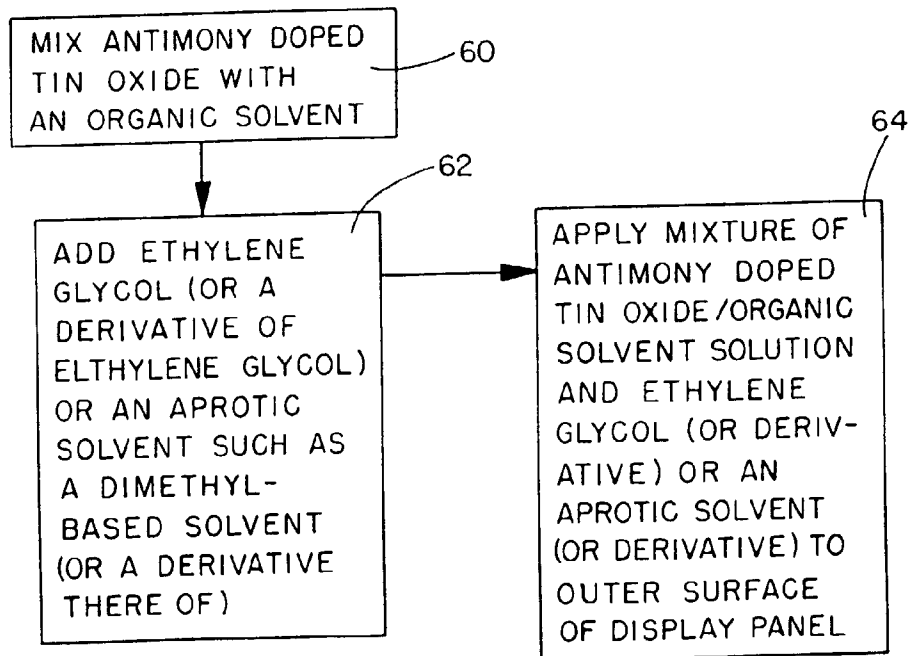 MIX ANTIMONY DOPED
TIN OXIDE WITH
AN ORGANIC SOLVENT
60
62
ADD ETHYLENE
GLYCOL (OR A
DERIVATIVE OF
ELTHYLENE GLYCOL)
OR AN APROTIC
SOLVENT SUCH AS
A DIMETHYL-
BASED SOLVENT
(OR A DERIVATIVE
THERE OF)
64
APPLY MIXTURE OF
ANTIMONY DOPED
TIN OXIDE/ORGANIC
SOLVENT SOLUTION
AND ETHYLENE
GLYCOL (OR DERIV-
ATIVE) OR AN
APROTIC SOLVENT
(OR DERIVATIVE) TO
OUTER SURFACE
OF DISPLAY PANEL